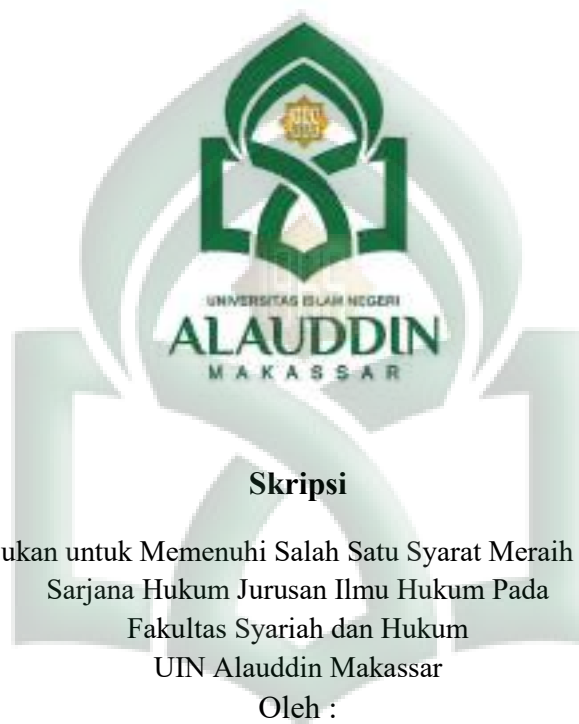 UNIVERSITAS ISLAM NEGERI
ALAUDDIN
MAKASSAR
Skripsi
ukan untuk Memenuhi Salah Satu Syarat Meraih
Sarjana Hukum Jurusan Ilmu Hukum Pada
Fakultas Syariah dan Hukum
UIN Alauddin Makassar
Oleh :